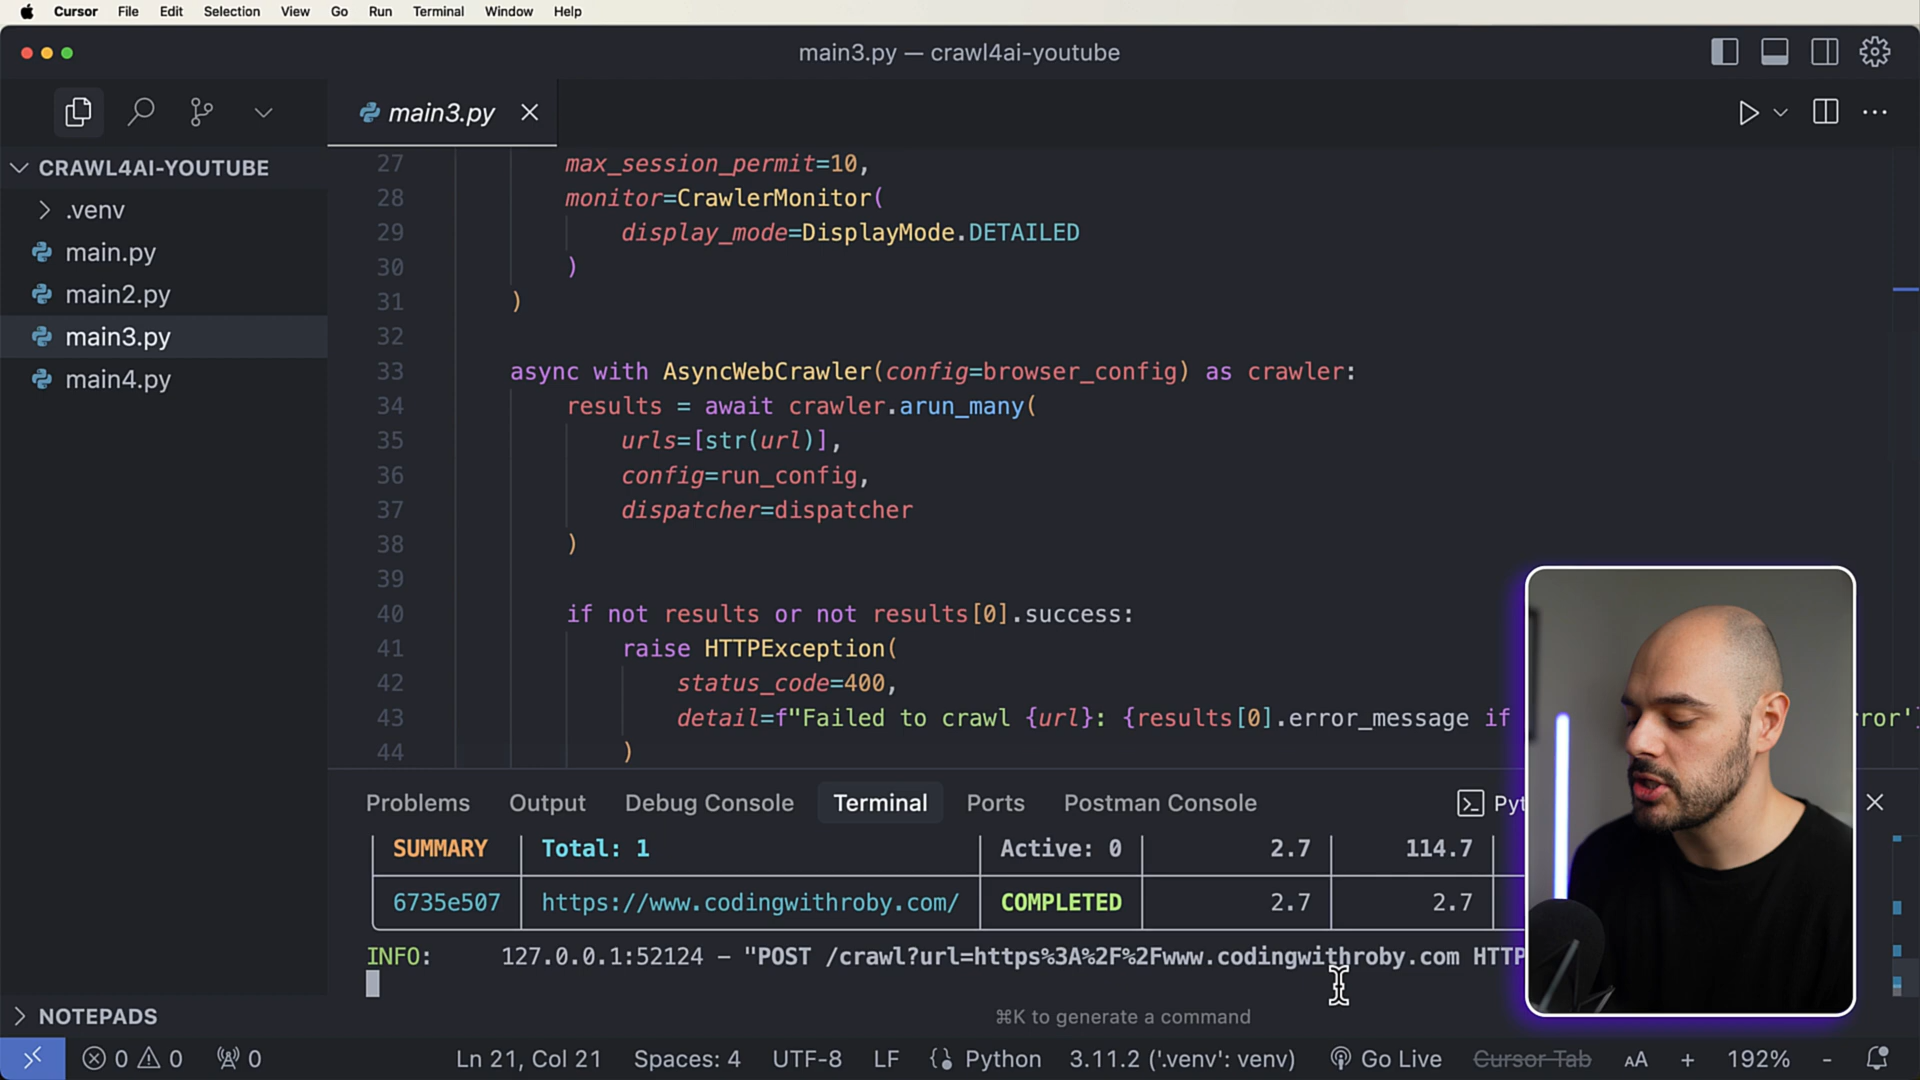 Cursor File Edit Selection View Go Run Terminal Window Help
main3.py — crawl4ai-youtube
main3.py
CRAWL4AI-YOUTUBE
.venv
main.py
main2.py
main3.py
main4.py
NOTEPADS
27 max_session_permit=10,
28 monitor=CrawlerMonitor(
29 display_mode=DisplayMode.DETAILED
30 )
31 )
32
33 async with AsyncWebCrawler(config=browser_config) as crawler:
34 results = await crawler.arun_many(
35 urls=[str(url)],
36 config=run_config,
37 dispatcher=dispatcher
38 )
39
40 if not results or not results[0].success:
41 raise HTTPException(
42 status_code=400,
43 detail=f"Failed to crawl {url}: {results[0].error_message if ror'
44 )
Problems Output Debug Console Terminal Ports Postman Console Pyt
SUMMARY Total: 1 Active: 0 2.7 114.7
6735e507 https://www.codingwithroby.com/ COMPLETED 2.7 2.7
INFO: 127.0.0.1:52124 - "POST /crawl?url=https%3A%2F%2Fwww.codingwithroby.com HTTP
⌘K to generate a command
0 0 0 Ln 21, Col 21 Spaces: 4 UTF-8 LF Python 3.11.2 ('.venv': venv) Go Live Cursor Tab AA + 192% -